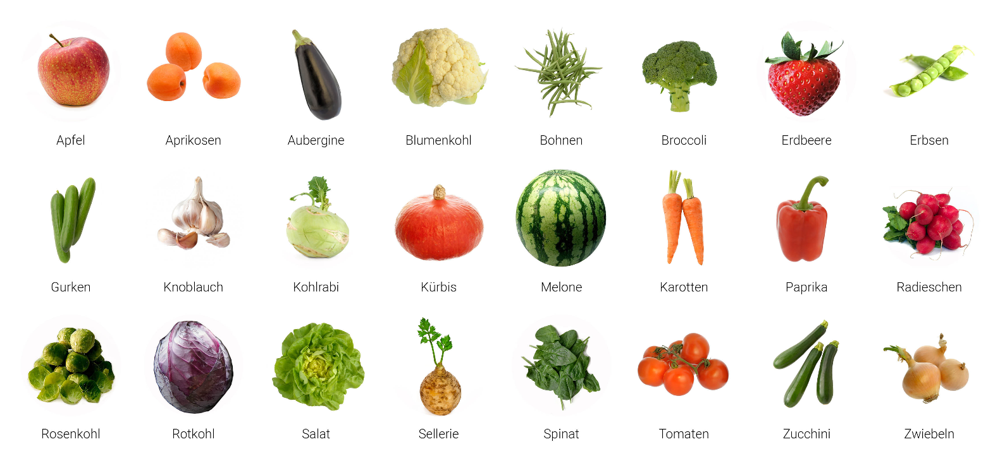 Apfel
Aprikosen
Aubergine
Blumenkohl
Bohnen
Broccoli
Erdbeere
Erbsen
Gurken
Knoblauch
Kohlrabi
Kürbis
Melone
Karotten
Paprika
Radieschen
Rosenkohl
Rotkohl
Salat
Sellerie
Spinat
Tomaten
Zucchini
Zwiebeln